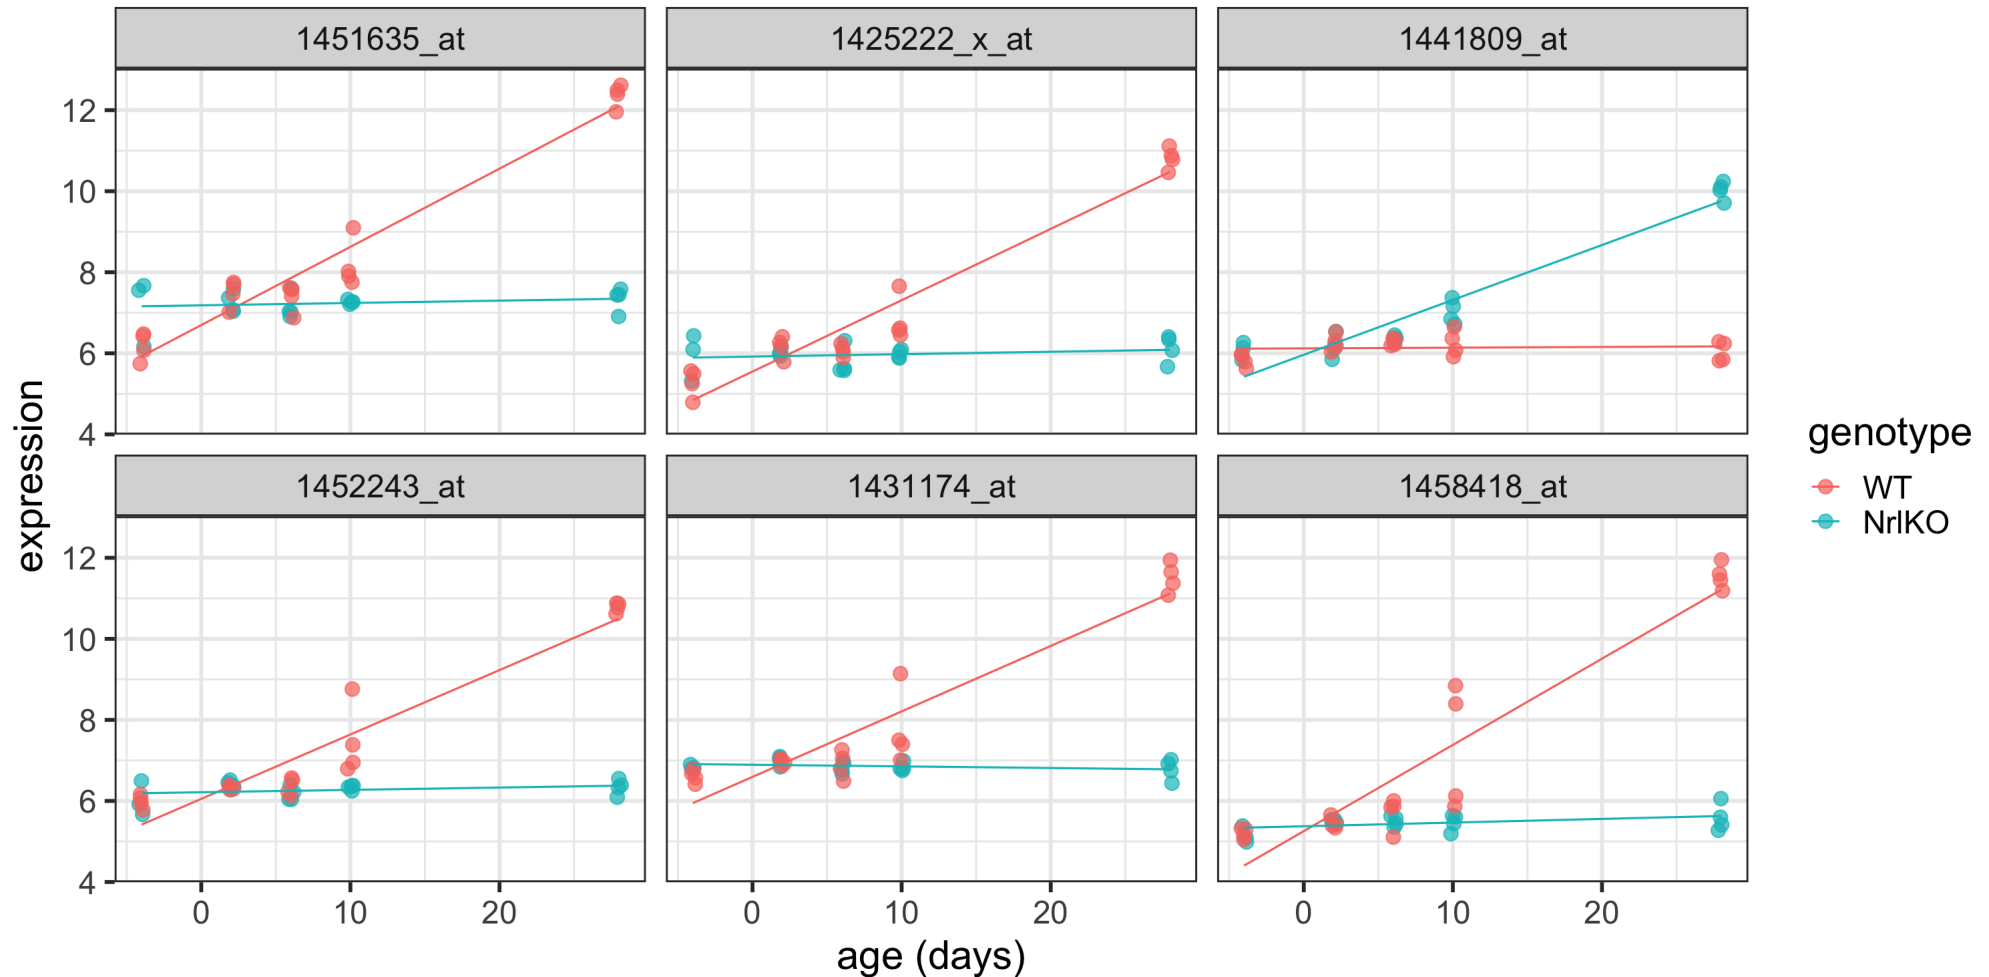 1451635_at
1425222_x_at
1441809_at
12
10
8
6
4
1452243_at
1431174_at
1458418_at
12
10
8
6
4
0 10 20
0 10 20
0 10 20
age (days)
expression
genotype
WT
NrlKO